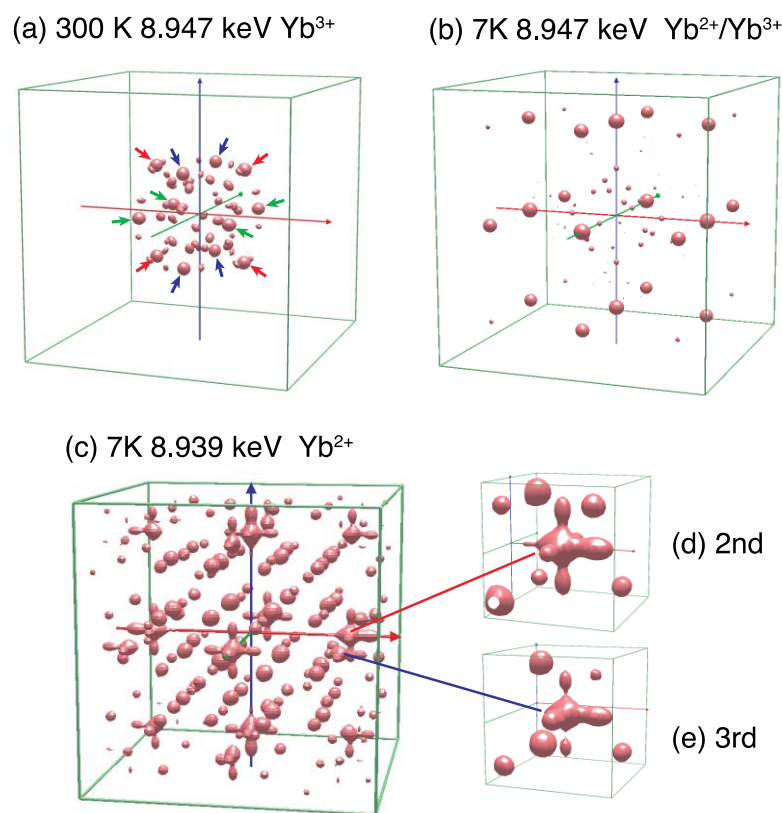 (a) 300 K 8.947 keV Yb³⁺
(b) 7K 8.947 keV Yb²⁺/Yb³⁺
(c) 7K 8.939 keV Yb²⁺
(d) 2nd
(e) 3rd